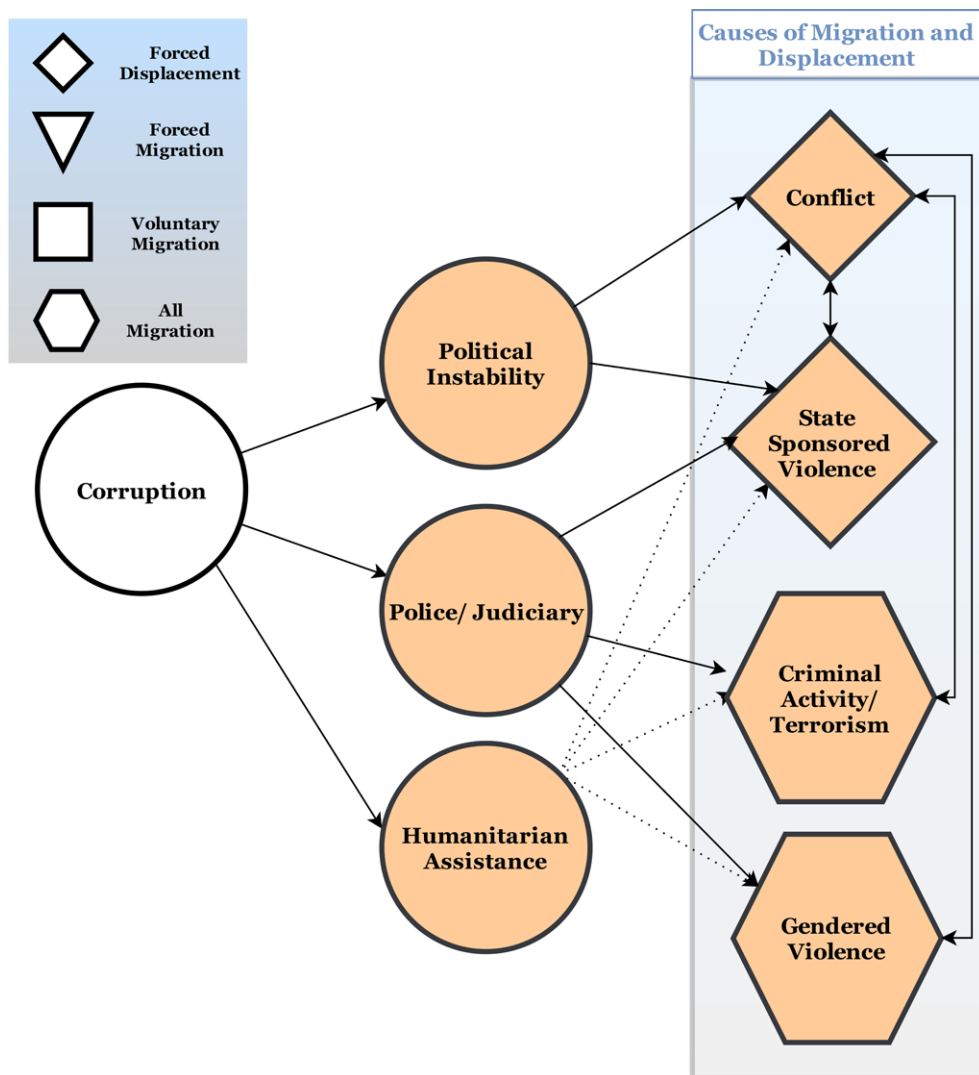 Forced
Displacement
Forced
Migration
Voluntary
Migration
All
Migration
Causes of Migration and
Displacement
Corruption
Political
Instability
Police/ Judiciary
Humanitarian
Assistance
Conflict
State
Sponsored
Violence
Criminal
Activity/
Terrorism
Gendered
Violence